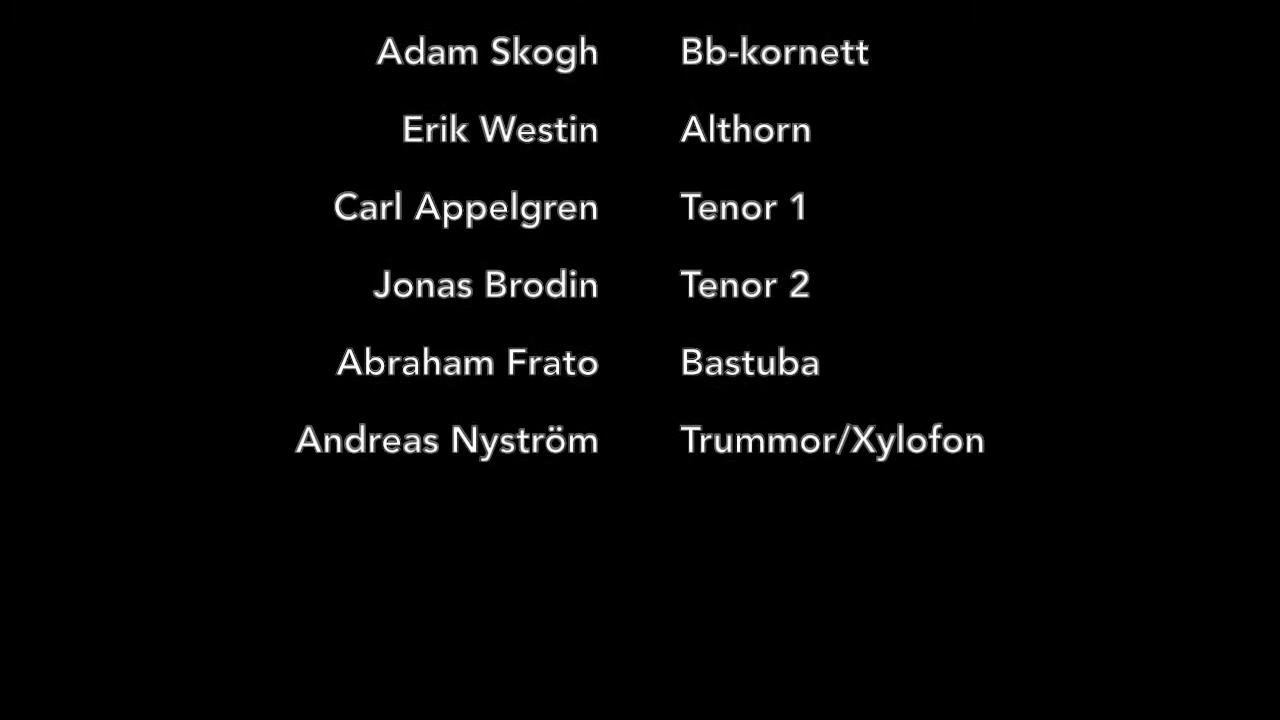 Adam Skogh Bb-kornett
Erik Westin Althorn
Carl Appelgren Tenor 1
Jonas Brodin Tenor 2
Abraham Frato Bastuba
Andreas Nyström Trummor/Xylofon